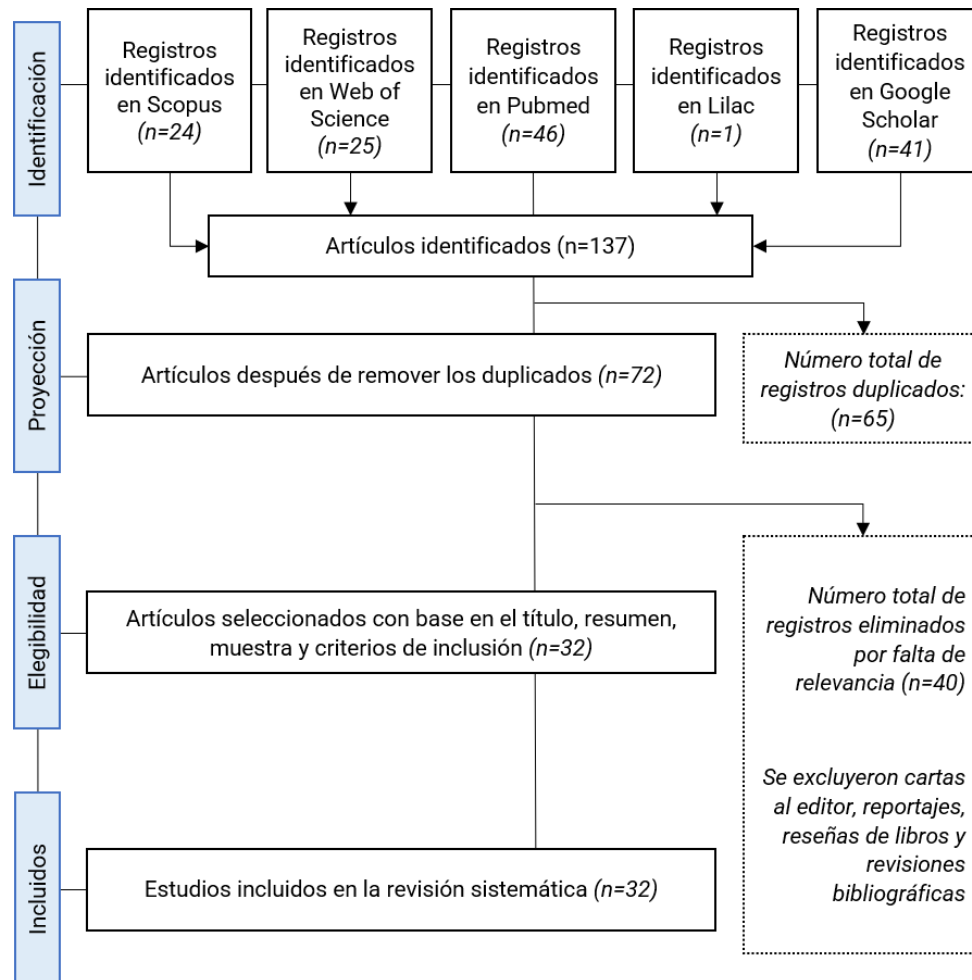 Identificación
Registros
identificados
en Scopus
(n=24)
Registros
identificados
en Web of
Science
(n=25)
Registros
identificados
en Pubmed
(n=46)
Registros
identificados
en Lilac
(n=1)
Registros
identificados
en Google
Scholar
(n=41)
Artículos identificados (n=137)
Proyección
Artículos después de remover los duplicados (n=72)
Número total de
registros duplicados:
(n=65)
Elegibilidad
Artículos seleccionados con base en el título, resumen,
muestra y criterios de inclusión (n=32)
Número total de
registros eliminados
por falta de
relevancia (n=40)
Se excluyeron cartas
al editor, reportajes,
reseñas de libros y
revisiones
bibliográficas
Incluidos
Estudios incluidos en la revisión sistemática (n=32)